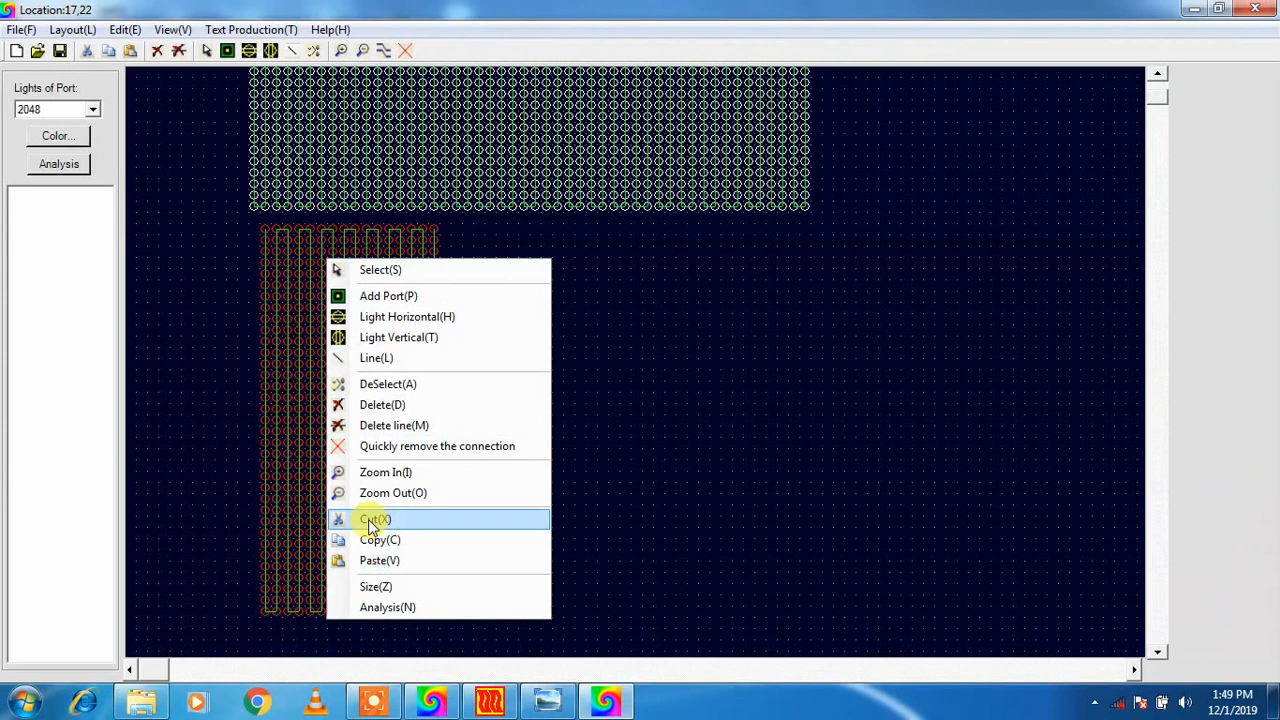 Location:17,22
File(F) Layout(L) Edit(E) View(V) Text Production(T) Help(H)
Lights of Port:
2048
Color...
Analysis
Select(S)
Add Port(P)
Light Horizontal(H)
Light Vertical(T)
Line(L)
DeSelect(A)
Delete(D)
Delete line(M)
Quickly remove the connection
Zoom In(I)
Zoom Out(O)
Cut(X)
Copy(C)
Paste(V)
Size(Z)
Analysis(N)
1:49 PM
12/1/2019